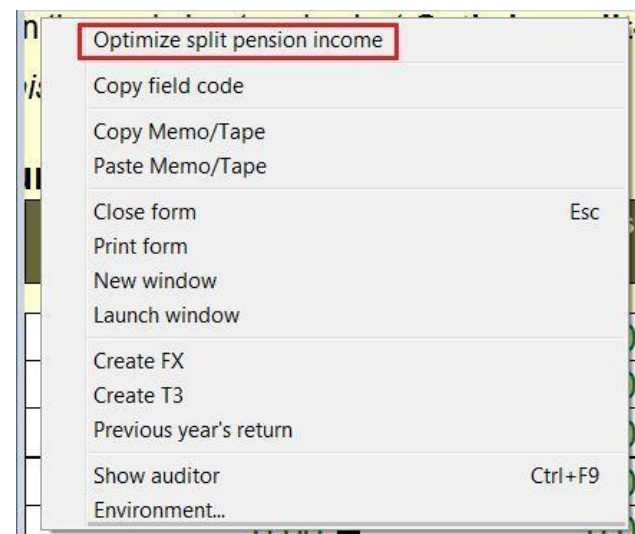 Optimize split pension income
Copy field code
Copy Memo/Tape
Paste Memo/Tape
Close form Esc
Print form
New window
Launch window
Create FX
Create T3
Previous year's return
Show auditor Ctrl+F9
Environment...